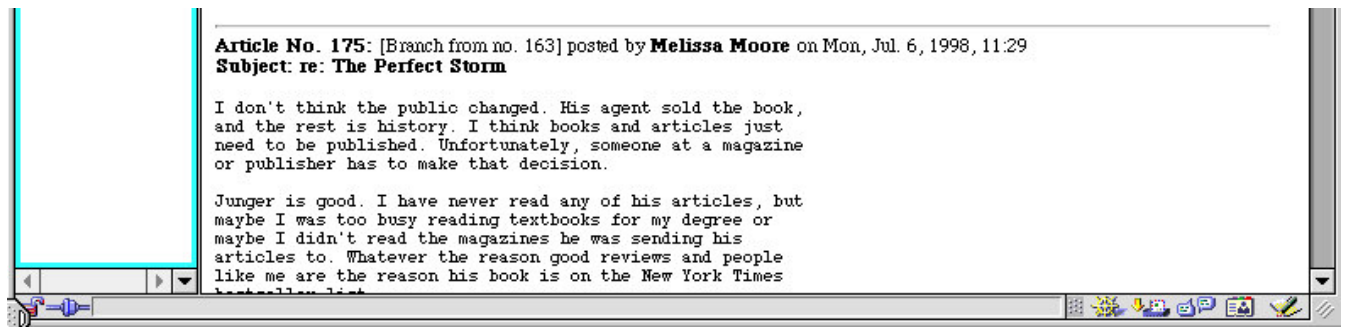 Article No. 175: [Branch from no. 163] posted by Melissa Moore on Mon, Jul. 6, 1998, 11:29
Subject: re: The Perfect Storm
I don't think the public changed. His agent sold the book,
and the rest is history. I think books and articles just
need to be published. Unfortunately, someone at a magazine
or publisher has to make that decision.
Junger is good. I have never read any of his articles, but
maybe I was too busy reading textbooks for my degree or
maybe I didn't read the magazines he was sending his
articles to. Whatever the reason good reviews and people
like me are the reason his book is on the New York Times
bestseller list